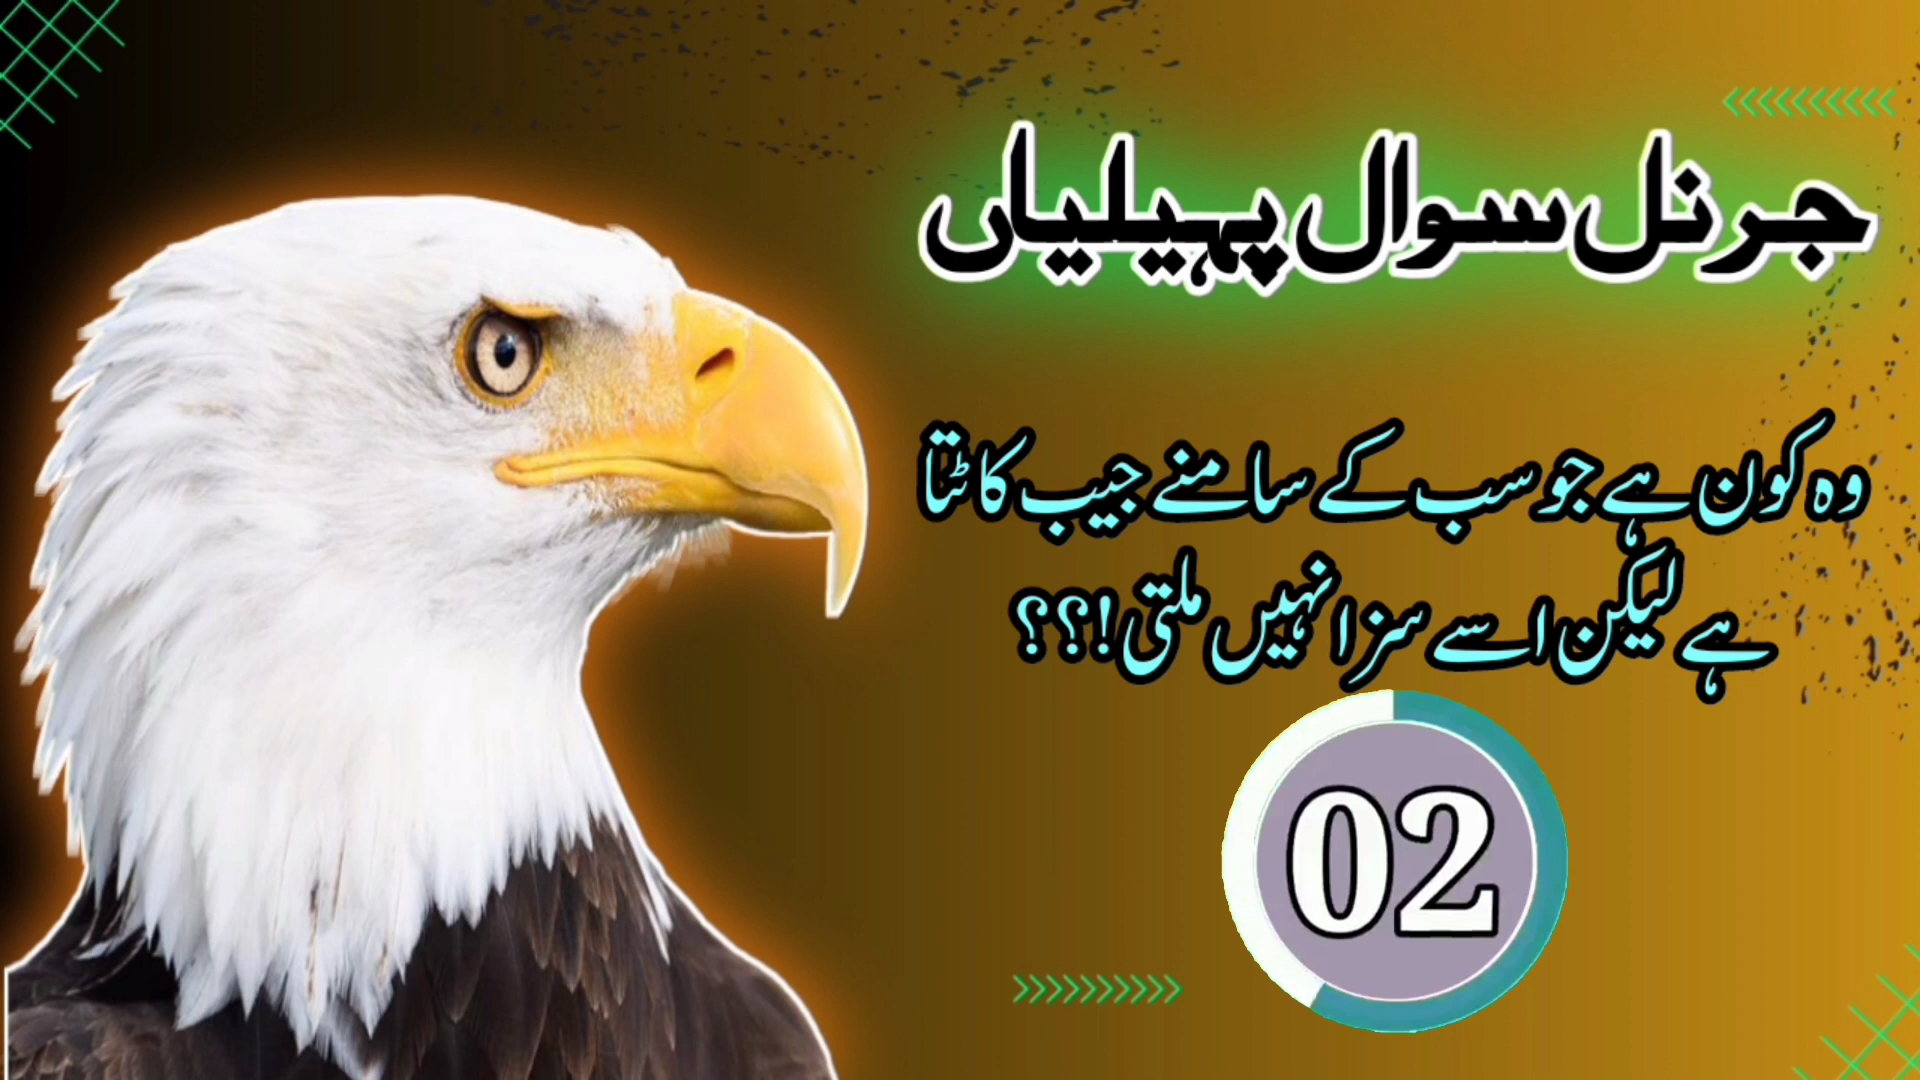 جرنل سوال پہیلیاں
وہ کون ہے جو سب کے سامنے جیب کاٹتا
ہے لیکن اسے سزا نہیں ملتی!؟؟
02